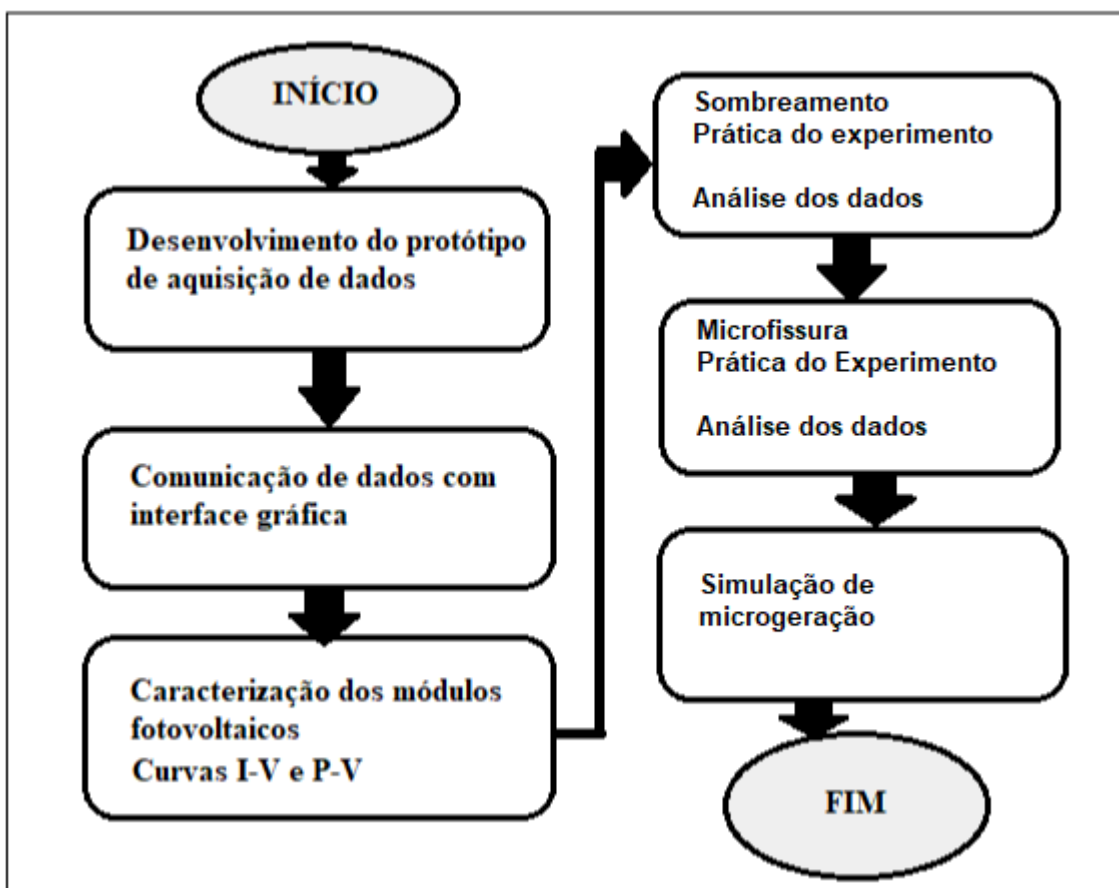 INÍCIO
Desenvolvimento do protótipo
de aquisição de dados
Comunicação de dados com
interface gráfica
Caracterização dos módulos
fotovoltaicos
Curvas I-V e P-V
Sombreamento
Prática do experimento
Análise dos dados
Microfissura
Prática do Experimento
Análise dos dados
Simulação de
microgeração
FIM